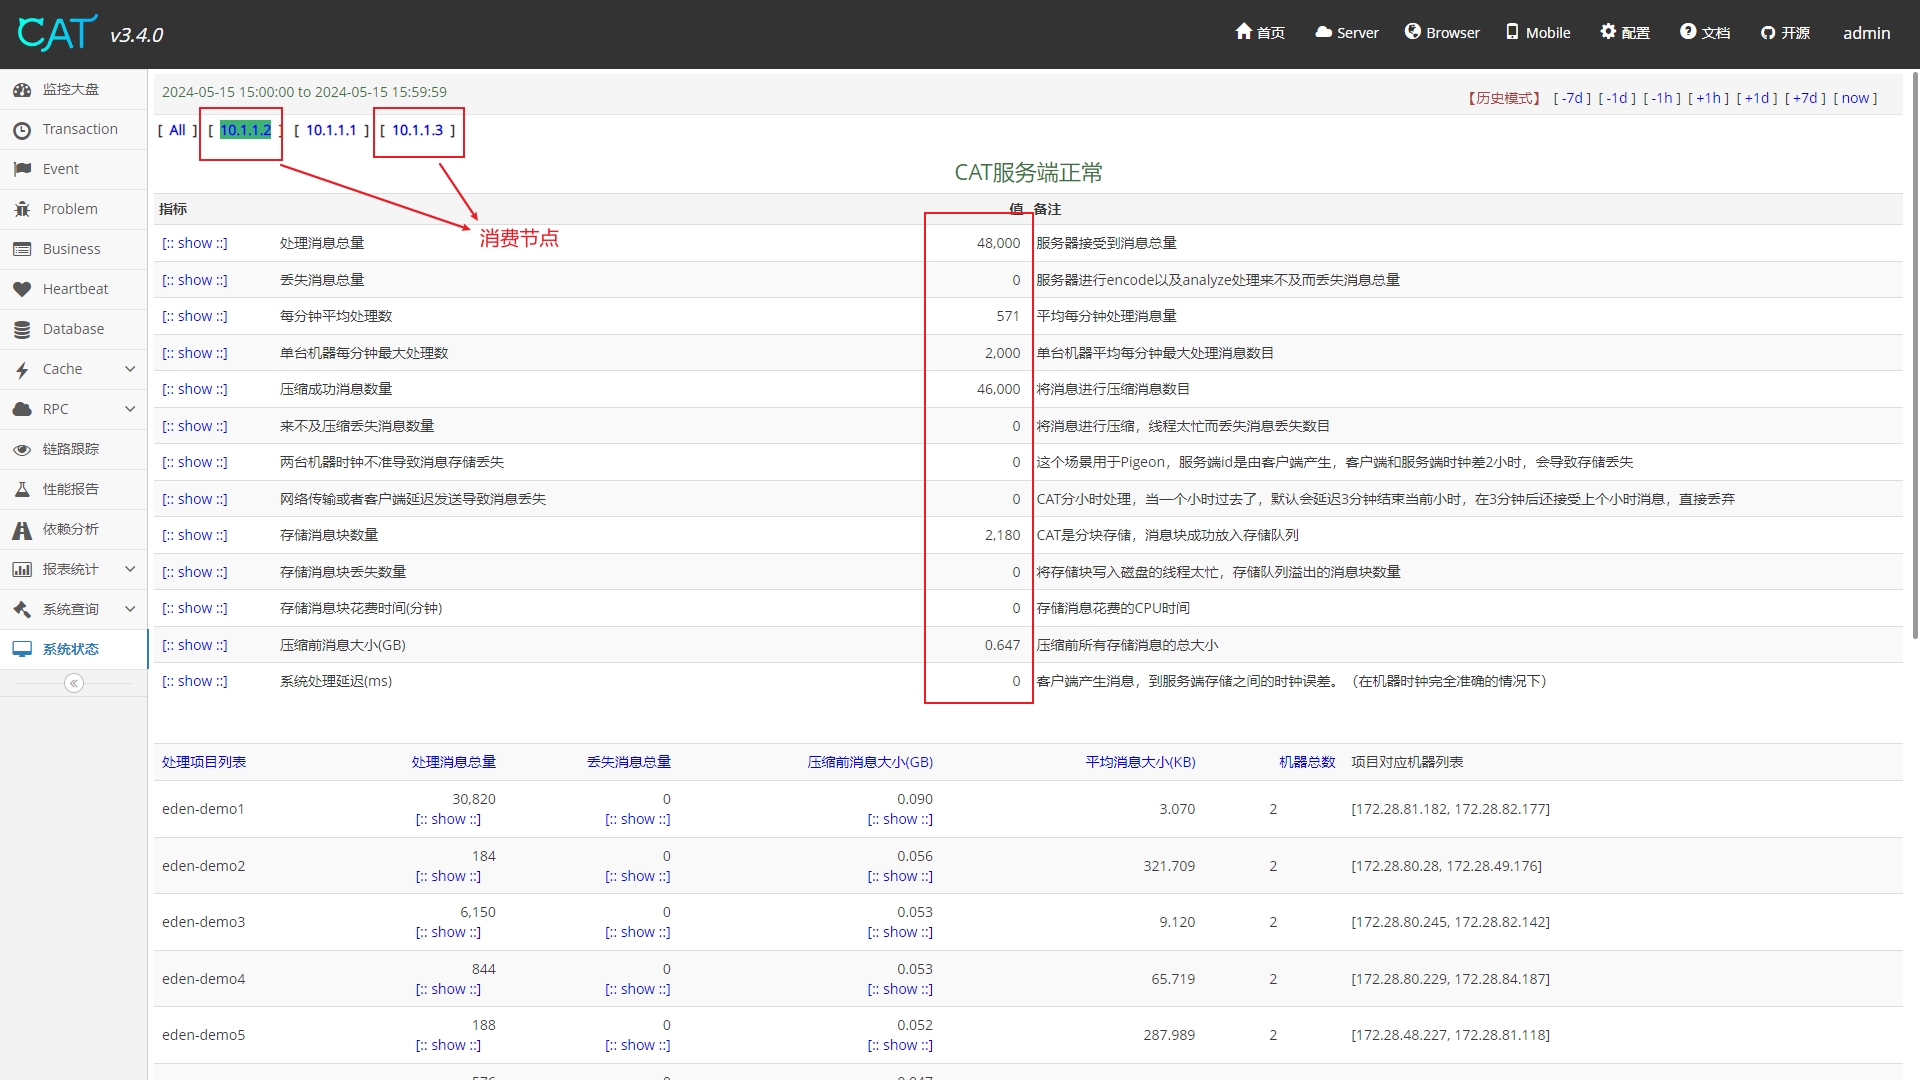 CAT v3.4.0
首页 Server Browser Mobile 配置 文档 开源 admin
监控大盘
Transaction
Event
Problem
Business
Heartbeat
Database
Cache
RPC
链路跟踪
性能报告
依赖分析
报表统计
系统查询
系统状态
2024-05-15 15:00:00 to 2024-05-15 15:59:59
【历史模式】 [ -7d ] [ -1d ] [ -1h ] [ +1h ] [ +1d ] [ +7d ] [ now ]
[ All ] [ 10.1.1.2 ] [ 10.1.1.1 ] [ 10.1.1.3 ]
消费节点
CAT服务端正常
指标 值 备注
[:: show ::] 处理消息总量 48,000 服务器接受到消息总量
[:: show ::] 丢失消息总量 0 服务器进行encode以及analyze处理来不及而丢失消息总量
[:: show ::] 每分钟平均处理数 571 平均每分钟处理消息量
[:: show ::] 单台机器每分钟最大处理数 2,000 单台机器平均每分钟最大处理消息数目
[:: show ::] 压缩成功消息数量 46,000 将消息进行压缩消息数目
[:: show ::] 来不及压缩丢失消息数量 0 将消息进行压缩，线程太忙而丢失消息丢失数目
[:: show ::] 两台机器时钟不准导致消息存储丢失 0 这个场景用于Pigeon，服务端id是由客户端产生，客户端和服务端时钟差2小时，会导致存储丢失
[:: show ::] 网络传输或者客户端延迟发送导致消息丢失 0 CAT分小时处理，当一个小时过去了，默认会延迟3分钟结束当前小时，在3分钟后还接受上个小时消息，直接丢弃
[:: show ::] 存储消息块数量 2,180 CAT是分块存储，消息块成功放入存储队列
[:: show ::] 存储消息块丢失数量 0 将存储块写入磁盘的线程太忙，存储队列溢出的消息块数量
[:: show ::] 存储消息块花费时间(分钟) 0 存储消息花费的CPU时间
[:: show ::] 压缩前消息大小(GB) 0.647 压缩前所有存储消息的总大小
[:: show ::] 系统处理延迟(ms) 0 客户端产生消息，到服务端存储之间的时钟误差。（在机器时钟完全准确的情况下）
处理项目列表 处理消息总量 丢失消息总量 压缩前消息大小(GB) 平均消息大小(KB) 机器总数 项目对应机器列表
eden-demo1 30,820 0 0.090 3.070 2 [172.28.81.182, 172.28.82.177]
[:: show ::] [:: show ::] [:: show ::]
eden-demo2 184 0 0.056 321.709 2 [172.28.80.28, 172.28.49.176]
[:: show ::] [:: show ::] [:: show ::]
eden-demo3 6,150 0 0.053 9.120 2 [172.28.80.245, 172.28.82.142]
[:: show ::] [:: show ::] [:: show ::]
eden-demo4 844 0 0.053 65.719 2 [172.28.80.229, 172.28.84.187]
[:: show ::] [:: show ::] [:: show ::]
eden-demo5 188 0 0.052 287.989 2 [172.28.48.227, 172.28.81.118]
[:: show ::] [:: show ::] [:: show ::]